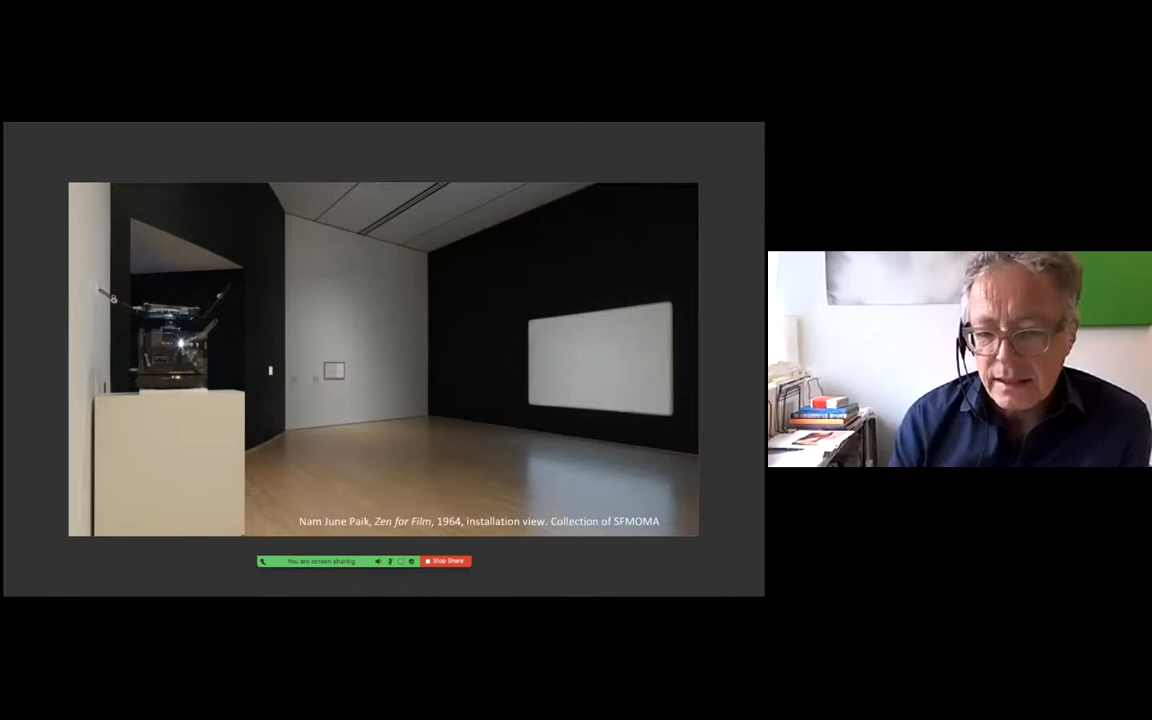 Nam June Paik, Zen for Film, 1964, installation view. Collection of SFMOMA
You are screen sharing
Stop Share